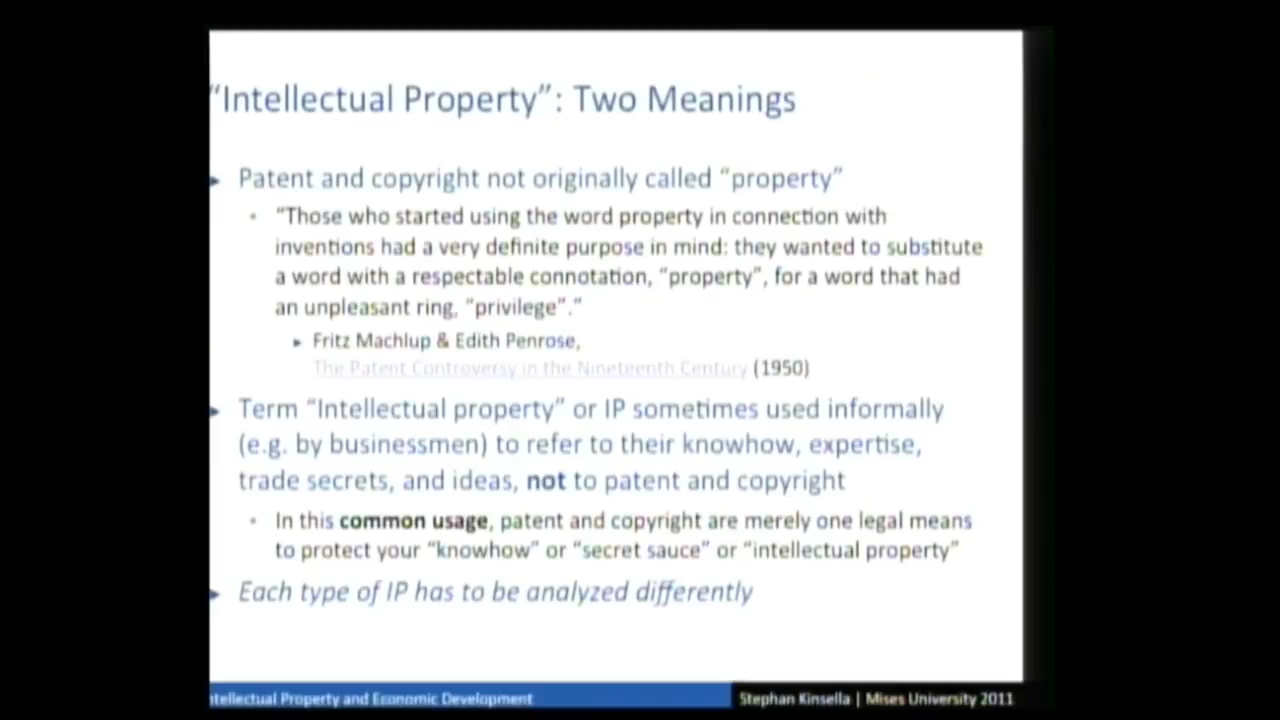 “Intellectual Property”: Two Meanings
Patent and copyright not originally called “property”
“Those who started using the word property in connection with
inventions had a very definite purpose in mind: they wanted to substitute
a word with a respectable connotation, “property”, for a word that had
an unpleasant ring, “privilege”.”
Fritz Machlup & Edith Penrose,
The Patent Controversy in the Nineteenth Century (1950)
Term “Intellectual property” or IP sometimes used informally
(e.g. by businessmen) to refer to their knowhow, expertise,
trade secrets, and ideas, not to patent and copyright
In this common usage, patent and copyright are merely one legal means
to protect your “knowhow” or “secret sauce” or “intellectual property”
Each type of IP has to be analyzed differently
ntellectual Property and Economic Development
Stephan Kinsella | Mises University 2011